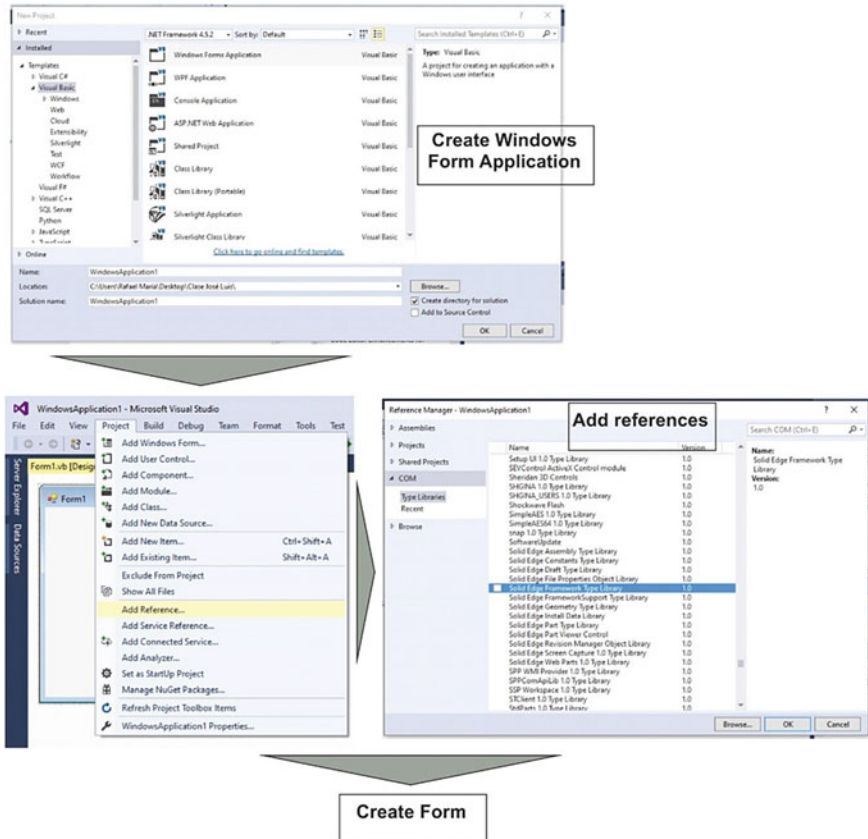 New Project
? ×
Recent
.NET Framework 4.5.2
Sort by: Default
Search Installed Templates (Ctrl+E)
Installed
Templates
Visual C#
Visual Basic
Windows
Web
Cloud
Extensibility
Silverlight
Test
WCF
Workflow
Visual F#
Visual C++
SQL Server
Python
JavaScript
TypeScript
Online
Windows Forms Application Visual Basic
WPF Application Visual Basic
Console Application Visual Basic
ASP.NET Web Application Visual Basic
Shared Project Visual Basic
Class Library Visual Basic
Class Library (Portable) Visual Basic
Silverlight Application Visual Basic
Silverlight Class Library Visual Basic
Click here to go online and find templates.
Type: Visual Basic
A project for creating an application with a
Windows user interface
Create Windows
Form Application
Name: WindowsApplication1
Location: C:\Users\Rafael Maria\Desktop\Clase José Luis\
Browse...
Solution name: WindowsApplication1
Create directory for solution
Add to Source Control
OK Cancel
WindowsApplication1 - Microsoft Visual Studio
File Edit View Project Build Debug Team Format Tools Test
Server Explorer
Data Sources
Form1.vb [Design
Form1
Add Windows Form...
Add User Control...
Add Component...
Add Module...
Add Class...
Add New Data Source...
Add New Item... Ctrl+Shift+A
Add Existing Item... Shift+Alt+A
Exclude From Project
Show All Files
Add Reference...
Add Service Reference...
Add Connected Service...
Add Analyzer...
Set as StartUp Project
Manage NuGet Packages...
Refresh Project Toolbox Items
WindowsApplication1 Properties...
Reference Manager - WindowsApplication1
? ×
Add references
Search COM (Ctrl+E)
Assemblies
Projects
Shared Projects
COM
Type Libraries
Recent
Browse
Name Version
Setup UI 1.0 Type Library 1.0
SEVControl ActiveX Control module 1.0
Sheridan 3D Controls 1.0
SHGINA 1.0 Type Library 1.0
SHGINA_USERS 1.0 Type Library 1.0
Shockwave Flash 1.0
SimpleAES 1.0 Type Library 1.0
SimpleAES64 1.0 Type Library 1.0
snap 1.0 Type Library 1.0
SoftwareUpdate 1.0
Solid Edge Assembly Type Library 1.0
Solid Edge Constants Type Library 1.0
Solid Edge Draft Type Library 1.0
Solid Edge File Properties Object Library 1.0
Solid Edge Framework Type Library 1.0
Solid Edge FrameworkSupport Type Library 1.0
Solid Edge Geometry Type Library 1.0
Solid Edge Install Data Library 1.0
Solid Edge Part Type Library 1.0
Solid Edge Part Viewer Control 1.0
Solid Edge Revision Manager Object Library 1.0
Solid Edge Screen Capture 1.0 Type Library 1.0
Solid Edge Web Parts 1.0 Type Library 1.0
SPP WMI Provider 1.0 Type Library 1.0
SPPComApiLib 1.0 Type Library 1.0
SSP Workspace 1.0 Type Library 1.0
STClient 1.0 Type Library 1.0
StdParts 1.0 Type Library 1.0
Name:
Solid Edge Framework Type
Library
Version:
1.0
Browse... OK Cancel
Create Form